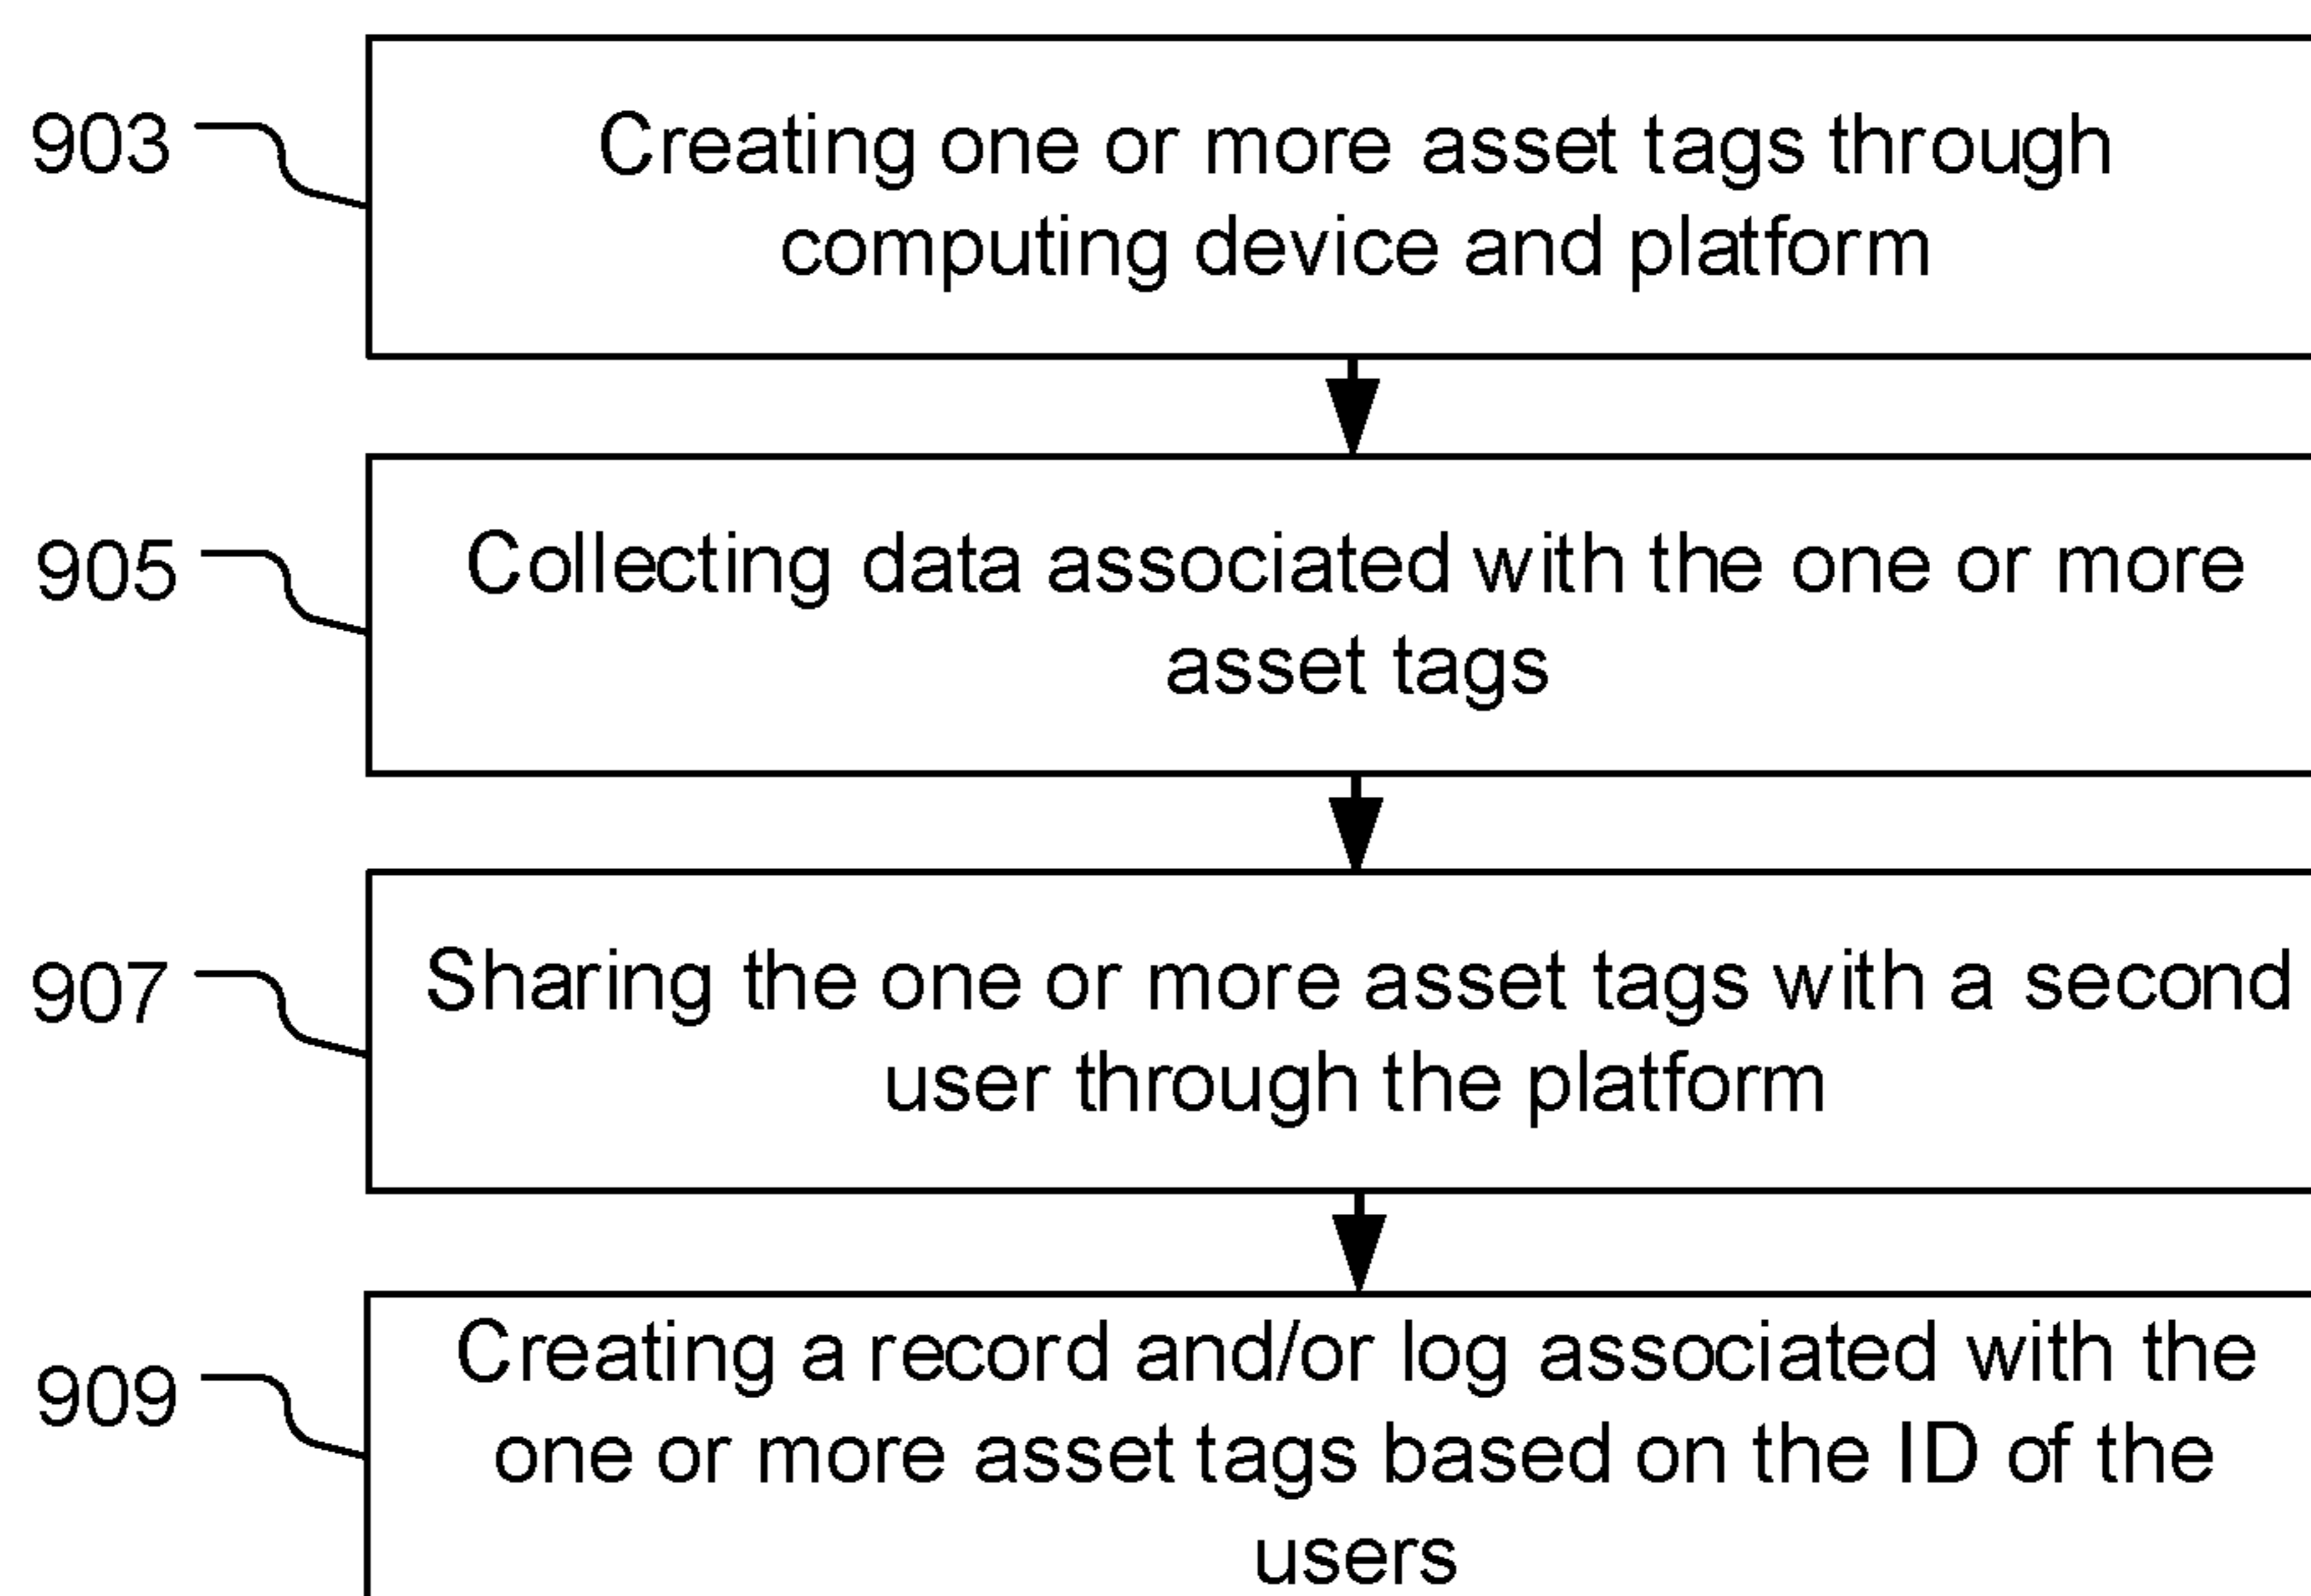 903
Creating one or more asset tags through
computing device and platform
905
Collecting data associated with the one or more
asset tags
907
Sharing the one or more asset tags with a second
user through the platform
909
Creating a record and/or log associated with the
one or more asset tags based on the ID of the
users